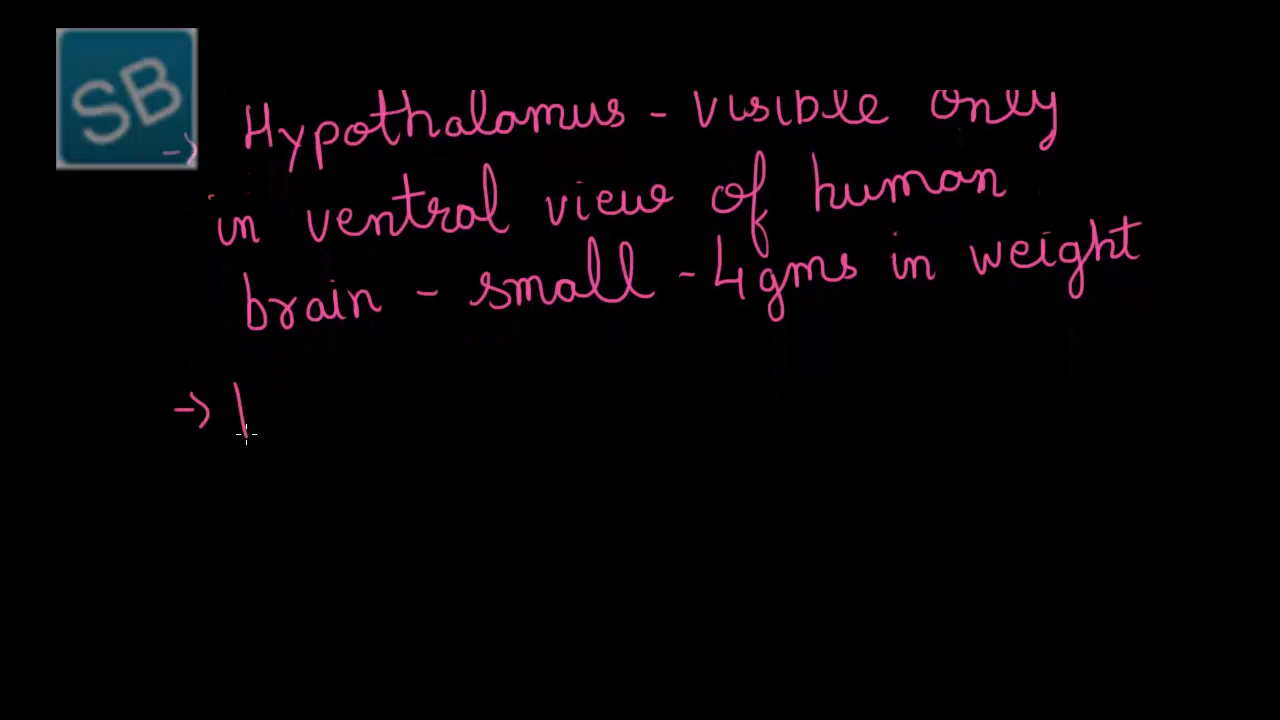 SB
→ Hypothalamus - visible only
in ventral view of human
brain - small - 4gms in weight
→